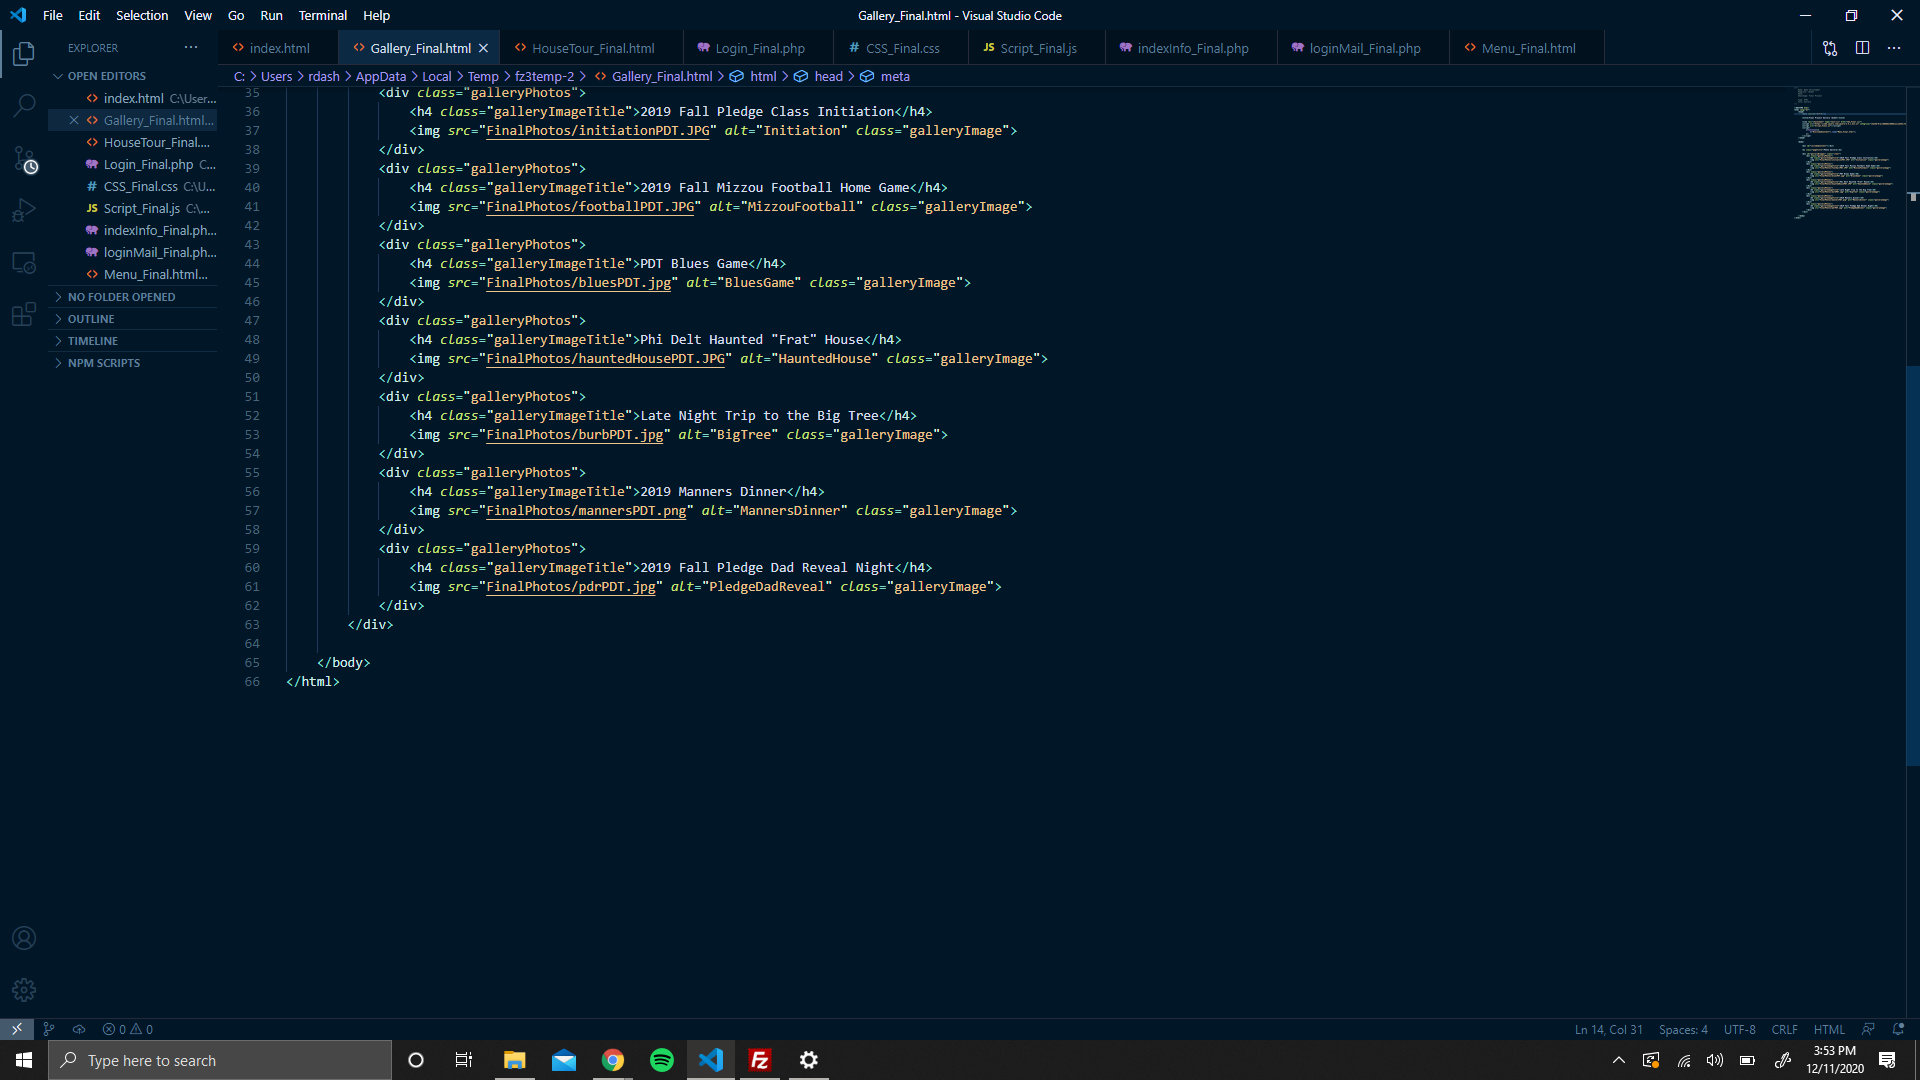 File Edit Selection View Go Run Terminal Help
Gallery_Final.html - Visual Studio Code
EXPLORER
index.html
Gallery_Final.html
HouseTour_Final.html
Login_Final.php
CSS_Final.css
Script_Final.js
indexInfo_Final.php
loginMail_Final.php
Menu_Final.html
OPEN EDITORS
index.html C:\User...
Gallery_Final.html...
HouseTour_Final....
Login_Final.php C...
CSS_Final.css C:\U...
Script_Final.js C:\...
indexInfo_Final.ph...
loginMail_Final.ph...
Menu_Final.html...
NO FOLDER OPENED
OUTLINE
TIMELINE
NPM SCRIPTS
C: > Users > rdash > AppData > Local > Temp > fz3temp-2 > Gallery_Final.html > html > head > meta
35 <div class="galleryPhotos">
36 <h4 class="galleryImageTitle">2019 Fall Pledge Class Initiation</h4>
37 <img src="FinalPhotos/initiationPDT.JPG" alt="Initiation" class="galleryImage">
38 </div>
39 <div class="galleryPhotos">
40 <h4 class="galleryImageTitle">2019 Fall Mizzou Football Home Game</h4>
41 <img src="FinalPhotos/footballPDT.JPG" alt="MizzouFootball" class="galleryImage">
42 </div>
43 <div class="galleryPhotos">
44 <h4 class="galleryImageTitle">PDT Blues Game</h4>
45 <img src="FinalPhotos/bluesPDT.jpg" alt="BluesGame" class="galleryImage">
46 </div>
47 <div class="galleryPhotos">
48 <h4 class="galleryImageTitle">Phi Delt Haunted "Frat" House</h4>
49 <img src="FinalPhotos/hauntedHousePDT.JPG" alt="HauntedHouse" class="galleryImage">
50 </div>
51 <div class="galleryPhotos">
52 <h4 class="galleryImageTitle">Late Night Trip to the Big Tree</h4>
53 <img src="FinalPhotos/burbPDT.jpg" alt="BigTree" class="galleryImage">
54 </div>
55 <div class="galleryPhotos">
56 <h4 class="galleryImageTitle">2019 Manners Dinner</h4>
57 <img src="FinalPhotos/mannersPDT.png" alt="MannersDinner" class="galleryImage">
58 </div>
59 <div class="galleryPhotos">
60 <h4 class="galleryImageTitle">2019 Fall Pledge Dad Reveal Night</h4>
61 <img src="FinalPhotos/pdrPDT.jpg" alt="PledgeDadReveal" class="galleryImage">
62 </div>
63 </div>
64
65 </body>
66 </html>
0 0
Ln 14, Col 31 Spaces: 4 UTF-8 CRLF HTML
Type here to search
3:53 PM
12/11/2020